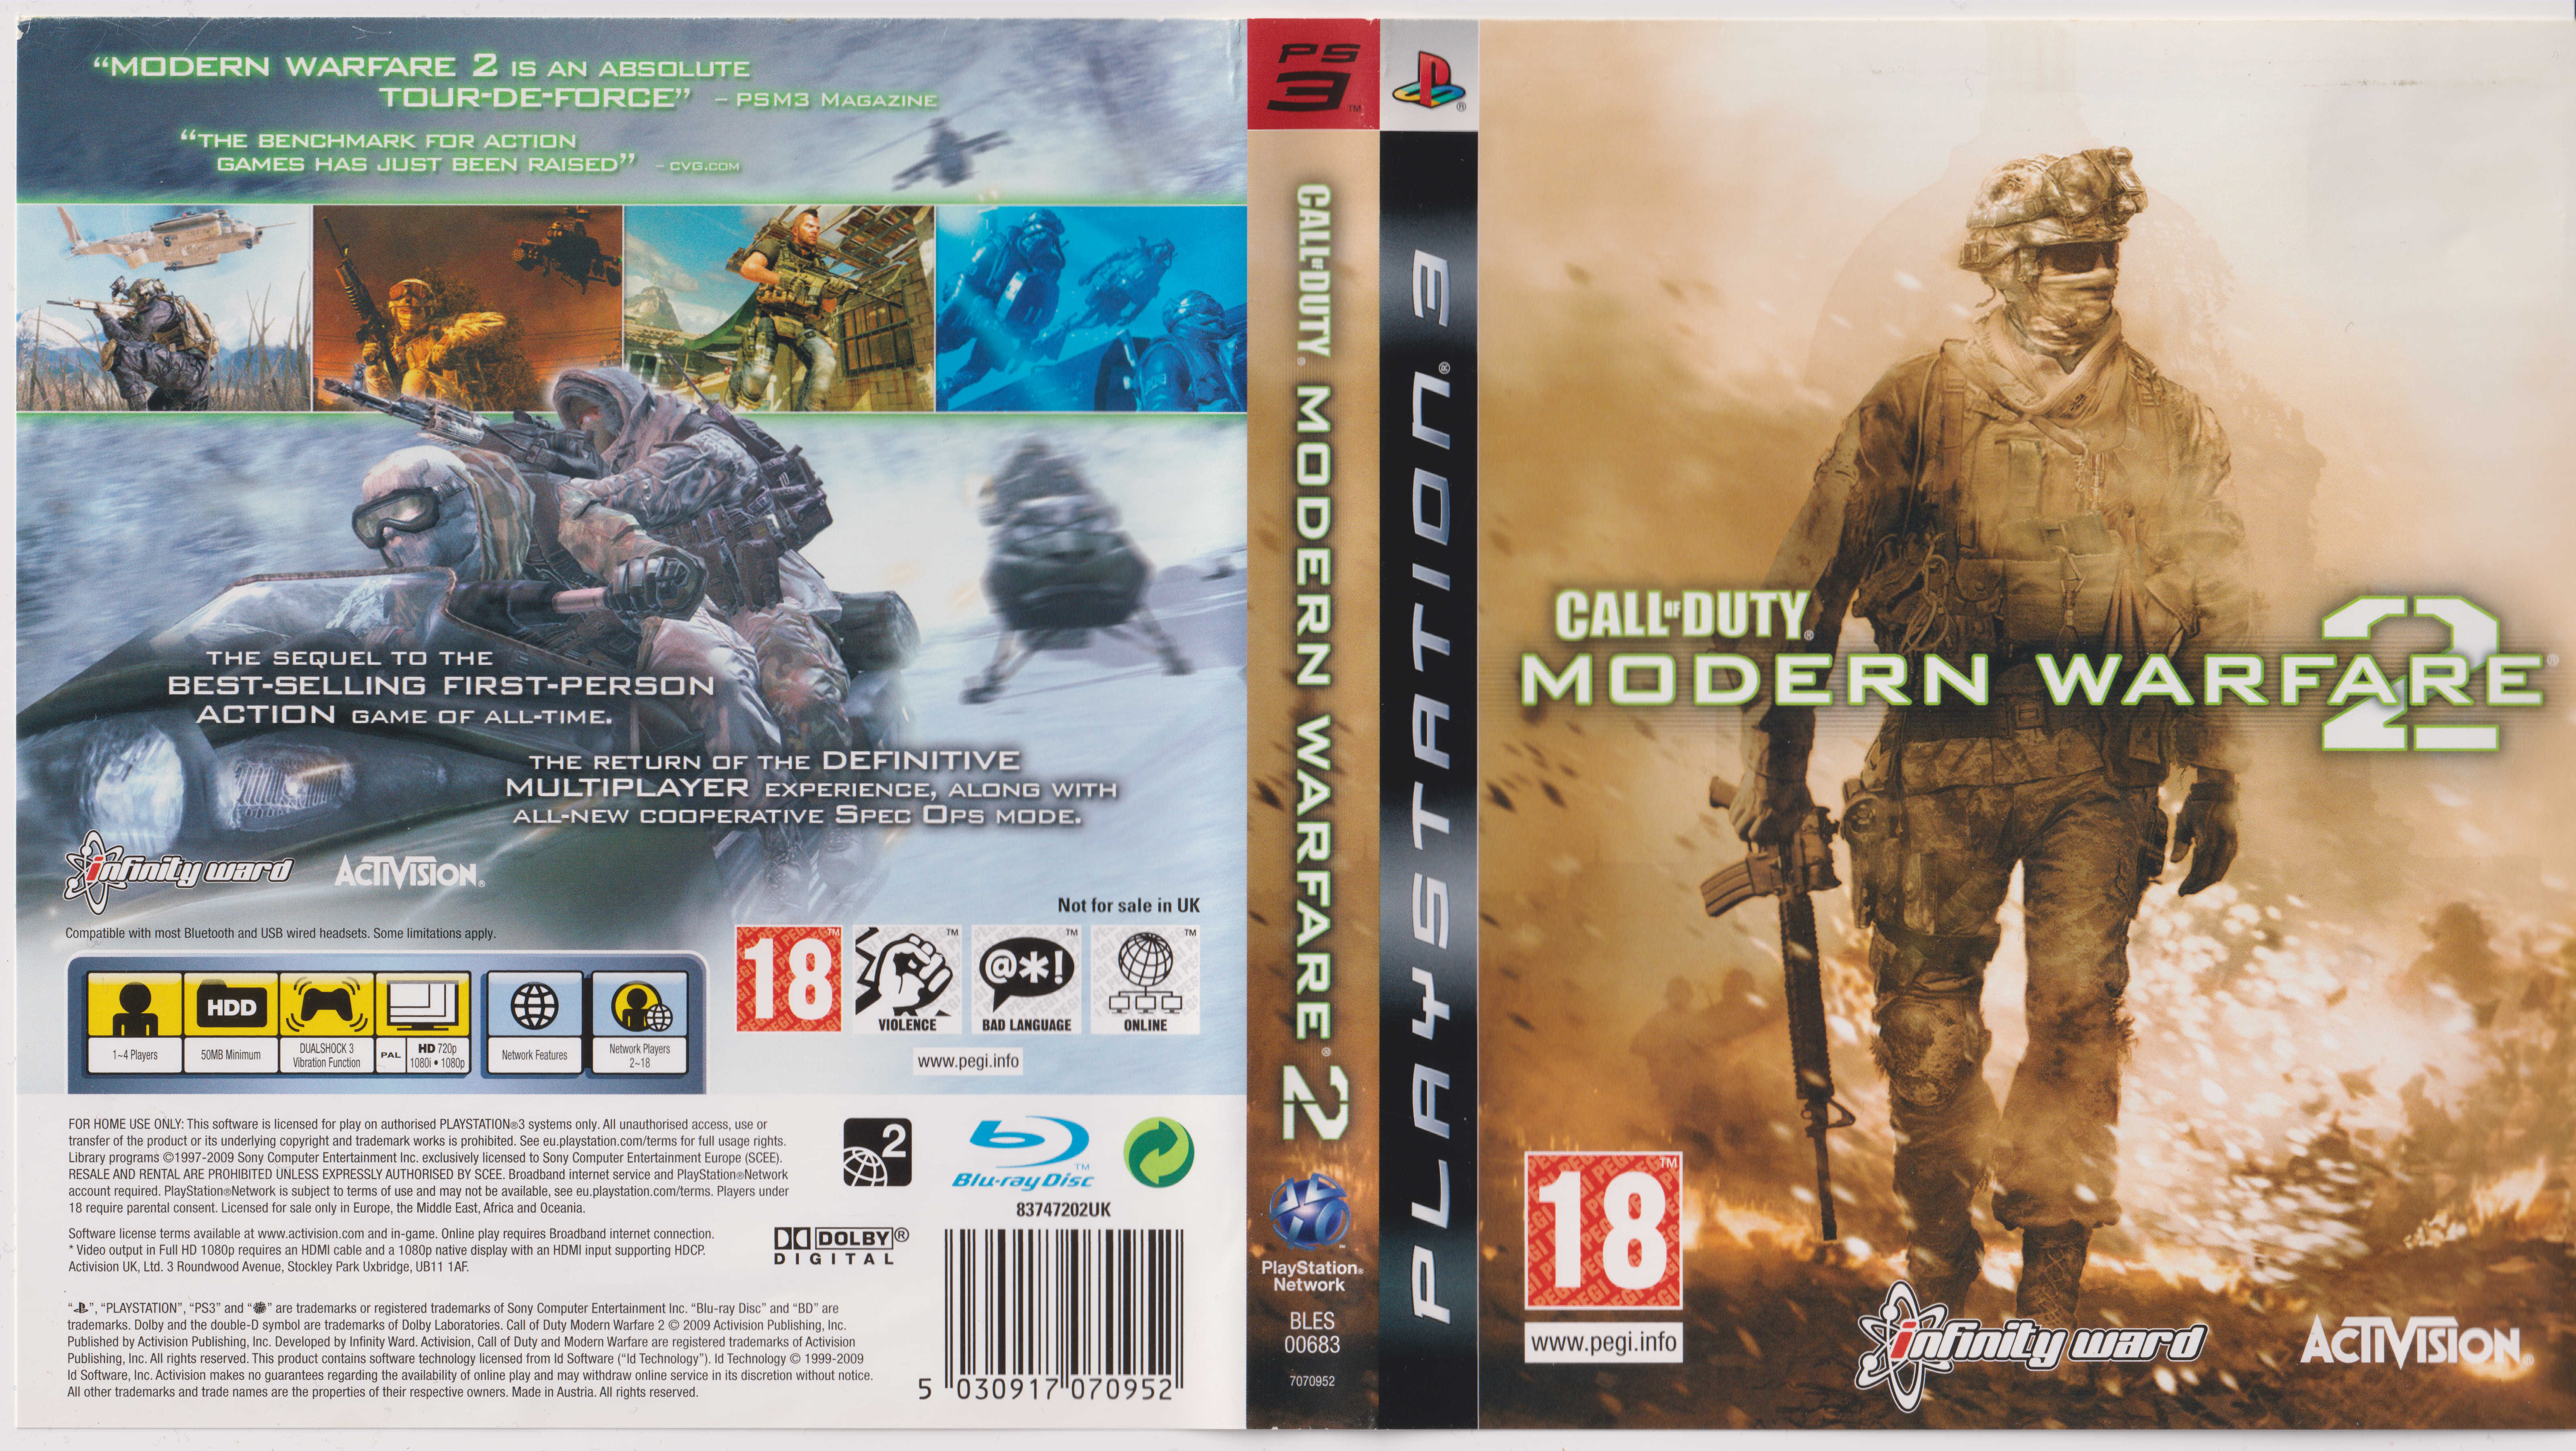 “MODERN WARFARE 2 IS AN ABSOLUTE
TOUR-DE-FORCE” – PSM3 MAGAZINE
“THE BENCHMARK FOR ACTION
GAMES HAS JUST BEEN RAISED” – CVG.COM
THE SEQUEL TO THE
BEST-SELLING FIRST-PERSON
ACTION GAME OF ALL-TIME.
THE RETURN OF THE DEFINITIVE
MULTIPLAYER EXPERIENCE, ALONG WITH
ALL-NEW COOPERATIVE SPEC OPS MODE.
infinity ward
ACTIVISION®
Not for sale in UK
Compatible with most Bluetooth and USB wired headsets. Some limitations apply.
1~4 Players
HDD
50MB Minimum
DUALSHOCK 3
Vibration Function
PAL
HD 720p
1080i • 1080p
Network Features
Network Players
2~18
18
VIOLENCE
@*!
BAD LANGUAGE
ONLINE
www.pegi.info
FOR HOME USE ONLY: This software is licensed for play on authorised PLAYSTATION®3 systems only. All unauthorised access, use or
transfer of the product or its underlying copyright and trademark works is prohibited. See eu.playstation.com/terms for full usage rights.
Library programs ©1997-2009 Sony Computer Entertainment Inc. exclusively licensed to Sony Computer Entertainment Europe (SCEE).
RESALE AND RENTAL ARE PROHIBITED UNLESS EXPRESSLY AUTHORISED BY SCEE. Broadband internet service and PlayStation®Network
account required. PlayStation®Network is subject to terms of use and may not be available, see eu.playstation.com/terms. Players under
18 require parental consent. Licensed for sale only in Europe, the Middle East, Africa and Oceania.
Software license terms available at www.activision.com and in-game. Online play requires Broadband internet connection.
* Video output in Full HD 1080p requires an HDMI cable and a 1080p native display with an HDMI input supporting HDCP.
Activision UK, Ltd. 3 Roundwood Avenue, Stockley Park Uxbridge, UB11 1AF.
“ ”, “PLAYSTATION”, “PS3” and “ ” are trademarks or registered trademarks of Sony Computer Entertainment Inc. “Blu-ray Disc” and “BD” are
trademarks. Dolby and the double-D symbol are trademarks of Dolby Laboratories. Call of Duty Modern Warfare 2 © 2009 Activision Publishing, Inc.
Published by Activision Publishing, Inc. Developed by Infinity Ward. Activision, Call of Duty and Modern Warfare are registered trademarks of Activision
Publishing, Inc. All rights reserved. This product contains software technology licensed from Id Software (“Id Technology”). Id Technology © 1999-2009
Id Software, Inc. Activision makes no guarantees regarding the availability of online play and may withdraw online service in its discretion without notice.
All other trademarks and trade names are the properties of their respective owners. Made in Austria. All rights reserved.
2
Blu-ray Disc™
83747202UK
DOLBY®
DIGITAL
5 030917 070952
PS3™
CALL OF DUTY®
MODERN WARFARE® 2
PlayStation®
Network
BLES
00683
7070952
PLAYSTATION®3
CALL OF DUTY®
MODERN WARFARE® 2
18™
www.pegi.info
infinity ward
ACTIVISION®